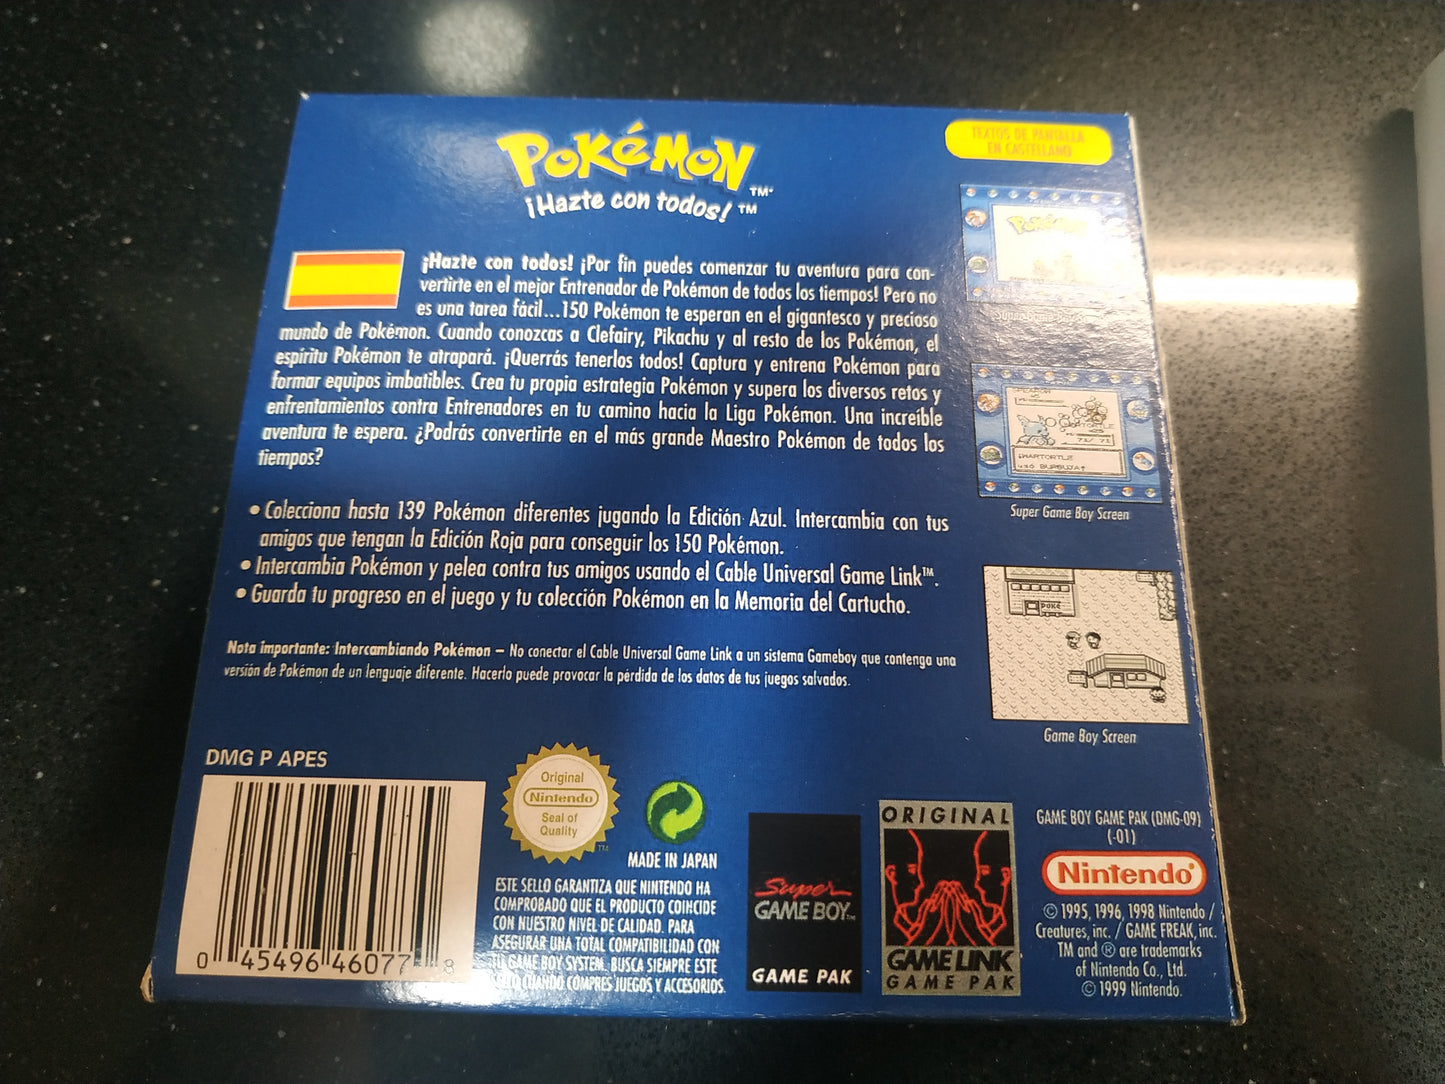 POKéMON™
¡Hazte con todos!™
TEXTOS DE PANTALLA
EN CASTELLANO
¡Hazte con todos! ¡Por fin puedes comenzar tu aventura para con-
vertirte en el mejor Entrenador de Pokémon de todos los tiempos! Pero no
es una tarea fácil...150 Pokémon te esperan en el gigantesco y precioso
mundo de Pokémon. Cuando conozcas a Clefairy, Pikachu y al resto de los Pokémon, el
espíritu Pokémon te atrapará. ¡Querrás tenerlos todos! Captura y entrena Pokémon para
formar equipos imbatibles. Crea tu propia estrategia Pokémon y supera los diversos retos y
enfrentamientos contra Entrenadores en tu camino hacia la Liga Pokémon. Una increíble
aventura te espera. ¿Podrás convertirte en el más grande Maestro Pokémon de todos los
tiempos?
• Colecciona hasta 139 Pokémon diferentes jugando la Edición Azul. Intercambia con tus
amigos que tengan la Edición Roja para conseguir los 150 Pokémon.
• Intercambia Pokémon y pelea contra tus amigos usando el Cable Universal Game Link™.
• Guarda tu progreso en el juego y tu colección Pokémon en la Memoria del Cartucho.
Nota importante: Intercambiando Pokémon – No conectar el Cable Universal Game Link a un sistema Gameboy que contenga una
versión de Pokémon de un lenguaje diferente. Hacerlo puede provocar la pérdida de los datos de tus juegos salvados.
POKéMON
WARTORTLE
usó BURBUJA!
Super Game Boy Screen
POKé
Game Boy Screen
DMG P APES
0 45496 46077 8
Original
Nintendo
Seal of
Quality
™
MADE IN JAPAN
ESTE SELLO GARANTIZA QUE NINTENDO HA
COMPROBADO QUE EL PRODUCTO COINCIDE
CON NUESTRO NIVEL DE CALIDAD. PARA
ASEGURAR UNA TOTAL COMPATIBILIDAD CON
TU GAME BOY SYSTEM, BUSCA SIEMPRE ESTE
SELLO CUANDO COMPRES JUEGOS Y ACCESORIOS.
Super
GAME BOY™
GAME PAK
ORIGINAL
GAME LINK
GAME PAK
GAME BOY GAME PAK (DMG-09)
(-01)
Nintendo®
© 1995, 1996, 1998 Nintendo /
Creatures, inc. / GAME FREAK, inc.
TM and ® are trademarks
of Nintendo Co., Ltd.
© 1999 Nintendo.